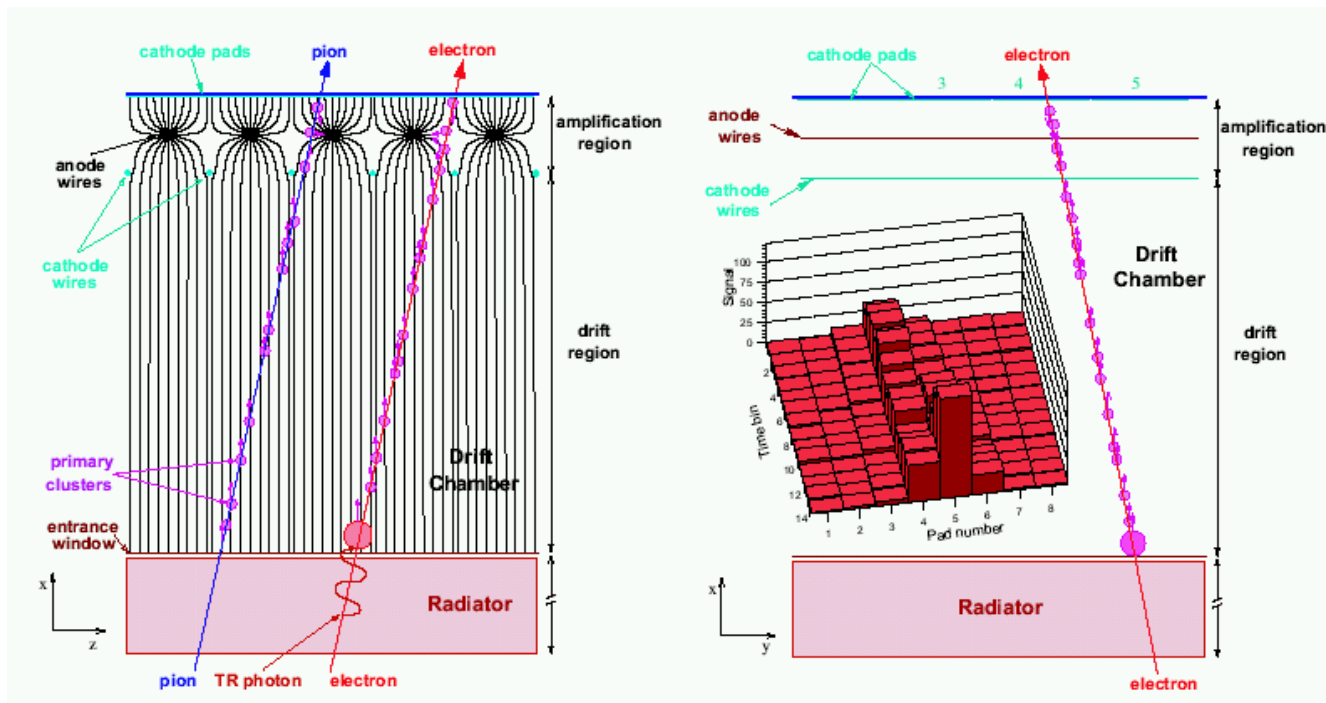 cathode pads
pion
electron
anode
wires
cathode
wires
amplification
region
drift
region
primary
clusters
Drift
Chamber
entrance
window
x
z
Radiator
pion
TR photon
electron
electron
cathode pads
3
4
5
anode
wires
cathode
wires
amplification
region
Drift
Chamber
drift
region
Signal
100
75
50
25
0
Time bin
2
4
6
8
10
12
14
1
2
3
4
5
6
7
8
Pad number
x
y
Radiator
electron